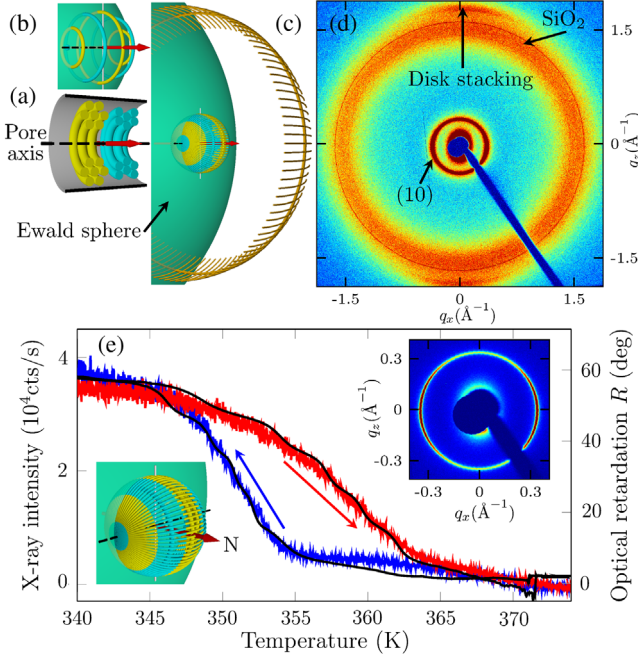 (b)
(c)
(d)
SiO2
1.5
Disk stacking
(a)
Pore
axis
0
qz(Å−1)
(10)
Ewald sphere
-1.5
-1.5
0
1.5
qx(Å−1)
(e)
4
2
0
X-ray intensity (10⁴cts/s)
60
40
20
0
Optical retardation R (deg)
0.3
0
-0.3
qz(Å−1)
-0.3
0
0.3
qx(Å−1)
N
340
345
350
355
360
365
370
Temperature (K)